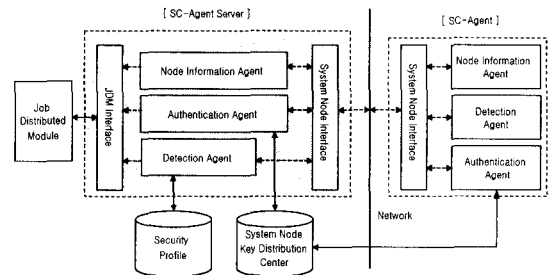 [ SC-Agent Server ]
[ SC-Agent ]
Job
Distributed
Module
JDM Interface
Node Information Agent
Authentication Agent
Detection Agent
System Node Interface
System Node Interface
Node Information
Agent
Detection
Agent
Authentication
Agent
Security
Profile
System Node
Key Distribution
Center
Network